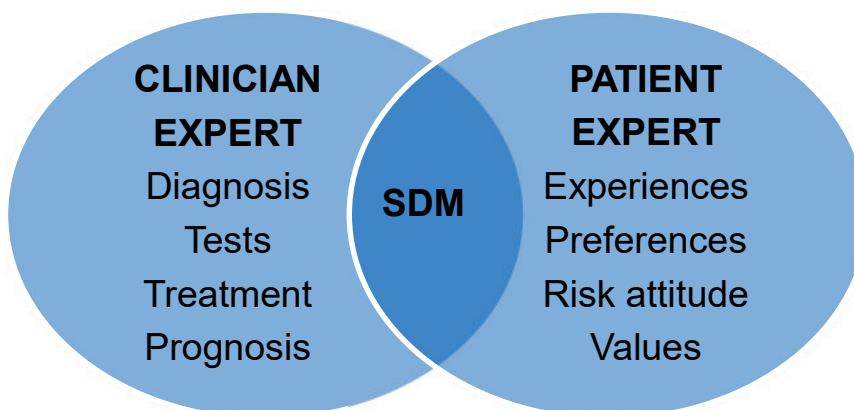 CLINICIAN
EXPERT
Diagnosis
Tests
Treatment
Prognosis
SDM
PATIENT
EXPERT
Experiences
Preferences
Risk attitude
Values